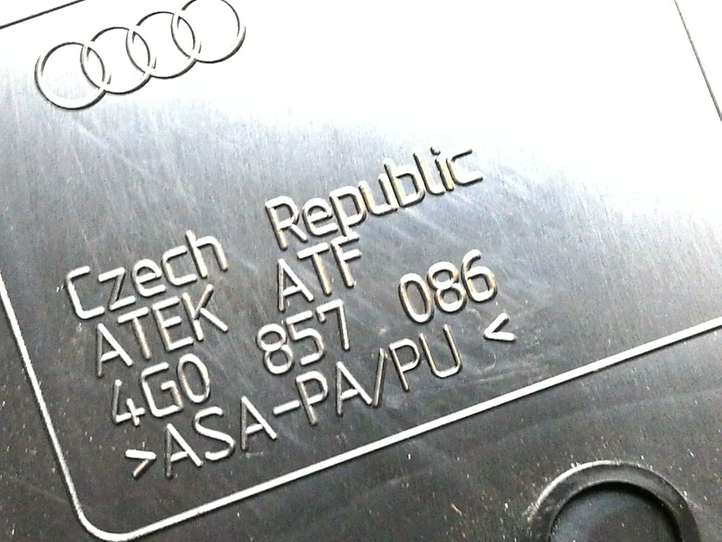 Czech Republic
ATEK ATF
4G0 857 086
>ASA-PA/PU<